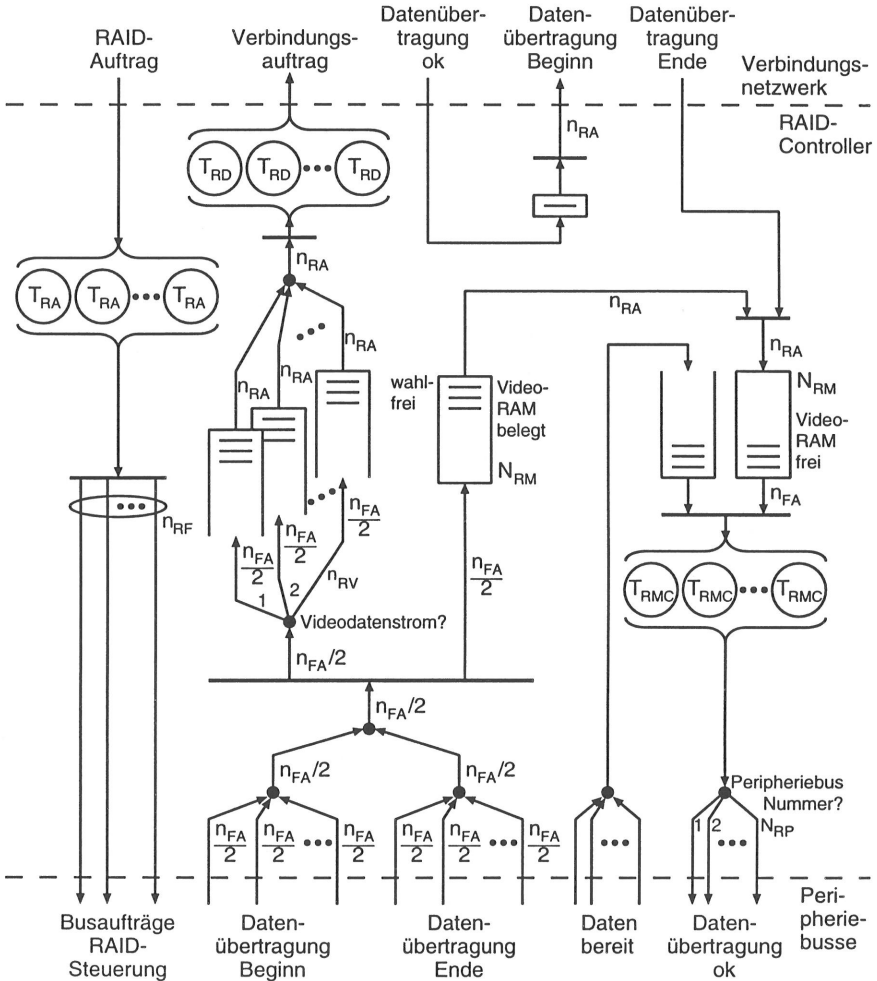 RAID-
Auftrag
Verbindungs-
auftrag
Datenüber-
tragung
ok
Daten-
übertragung
Beginn
Datenüber-
tragung
Ende
Verbindungs-
netzwerk
RAID-
Controller
n_RA
T_RD T_RD ••• T_RD
n_RA
T_RA T_RA ••• T_RA
n_RA
n_RA
n_RA
n_RA
n_RA
n_RA
wahl-
frei
Video-
RAM
belegt
N_RM
N_RM
Video-
RAM
frei
n_FA
n_RF
n_FA/2
n_FA/2
n_FA/2
n_RV
1
2
Videodatenstrom?
n_FA/2
n_FA/2
T_RMC T_RMC ••• T_RMC
n_FA/2
n_FA/2
n_FA/2
Peripheriebus
Nummer?
1 2 N_RP
n_FA/2 n_FA/2 ••• n_FA/2
n_FA/2 n_FA/2 ••• n_FA/2
Busaufträge
RAID-
Steuerung
Daten-
übertragung
Beginn
Daten-
übertragung
Ende
Daten
bereit
Daten-
übertragung
ok
Peri-
pherie-
busse